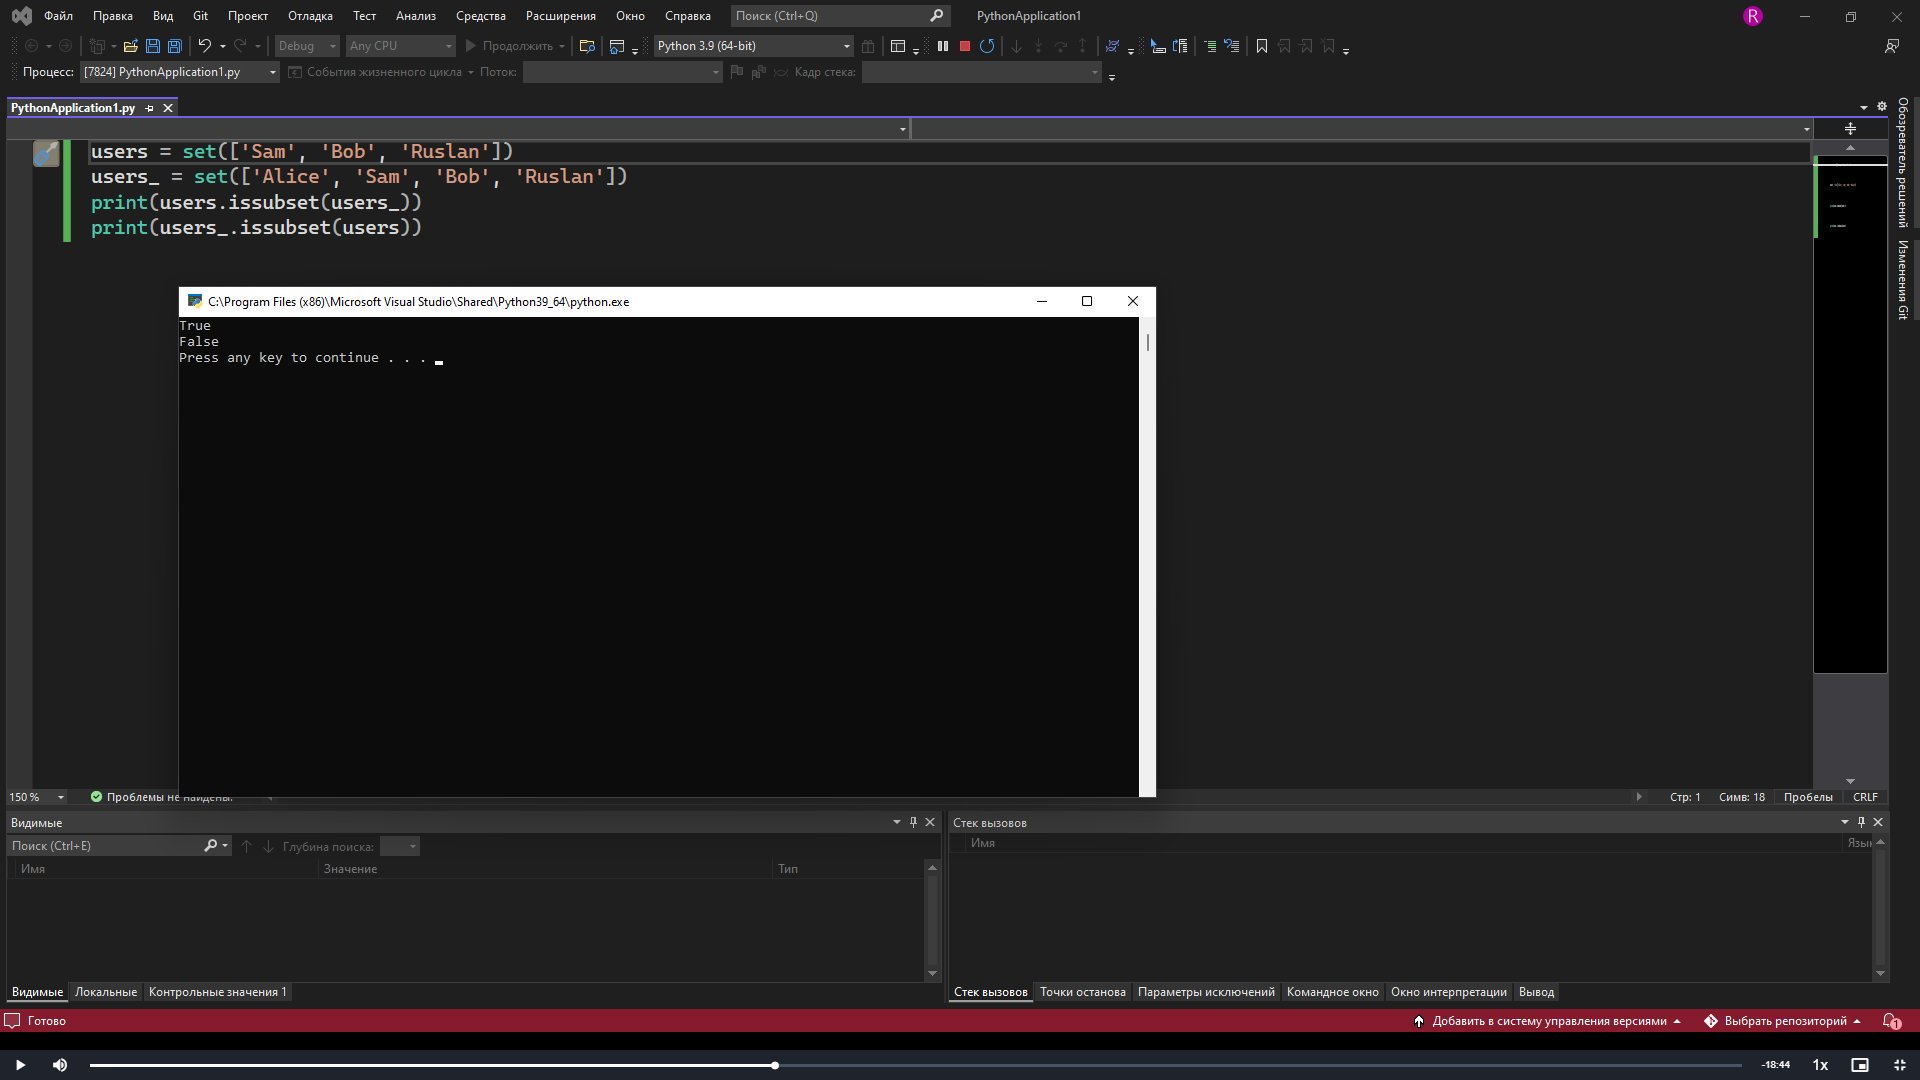 Файл Правка Вид Git Проект Отладка Тест Анализ Средства Расширения Окно Справка Поиск (Ctrl+Q) PythonApplication1 R
Debug Any CPU Продолжить Python 3.9 (64-bit)
Процесс: [7824] PythonApplication1.py События жизненного цикла Поток: Кадр стека:
PythonApplication1.py
Обозреватель решений
Изменения Git
users = set(['Sam', 'Bob', 'Ruslan'])
users_ = set(['Alice', 'Sam', 'Bob', 'Ruslan'])
print(users.issubset(users_))
print(users_.issubset(users))
C:\Program Files (x86)\Microsoft Visual Studio\Shared\Python39_64\python.exe
True
False
Press any key to continue . . .
150 % Проблемы не найдены. Стр: 1 Симв: 18 Пробелы CRLF
Видимые
Поиск (Ctrl+E) Глубина поиска:
Имя Значение Тип
Стек вызовов
Имя Язык
Видимые Локальные Контрольные значения 1
Стек вызовов Точки останова Параметры исключений Командное окно Окно интерпретации Вывод
Готово Добавить в систему управления версиями Выбрать репозиторий 1
-18:44 1x